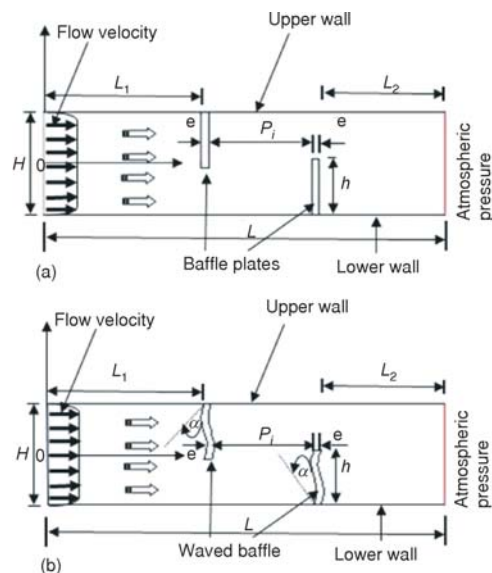 Flow velocity
Upper wall
L1
L2
e
Pi
e
H
0
h
L
Baffle plates
Lower wall
Atmospheric pressure
(a)
Flow velocity
Upper wall
L1
L2
α
e
Pi
e
H
0
α
h
L
Waved baffle
Lower wall
Atmospheric pressure
(b)